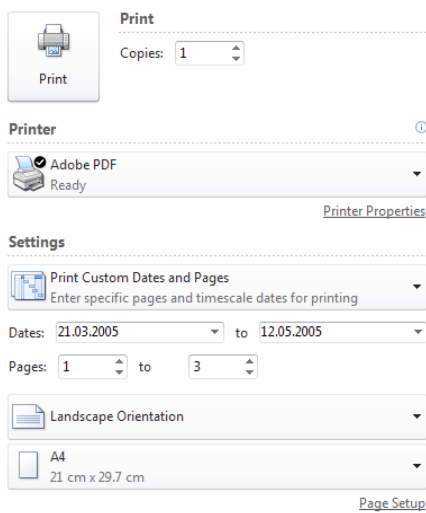 Print
Print
Copies: 1
Printer
Adobe PDF
Ready
Printer Properties
Settings
Print Custom Dates and Pages
Enter specific pages and timescale dates for printing
Dates: 21.03.2005 to 12.05.2005
Pages: 1 to 3
Landscape Orientation
A4
21 cm x 29.7 cm
Page Setup